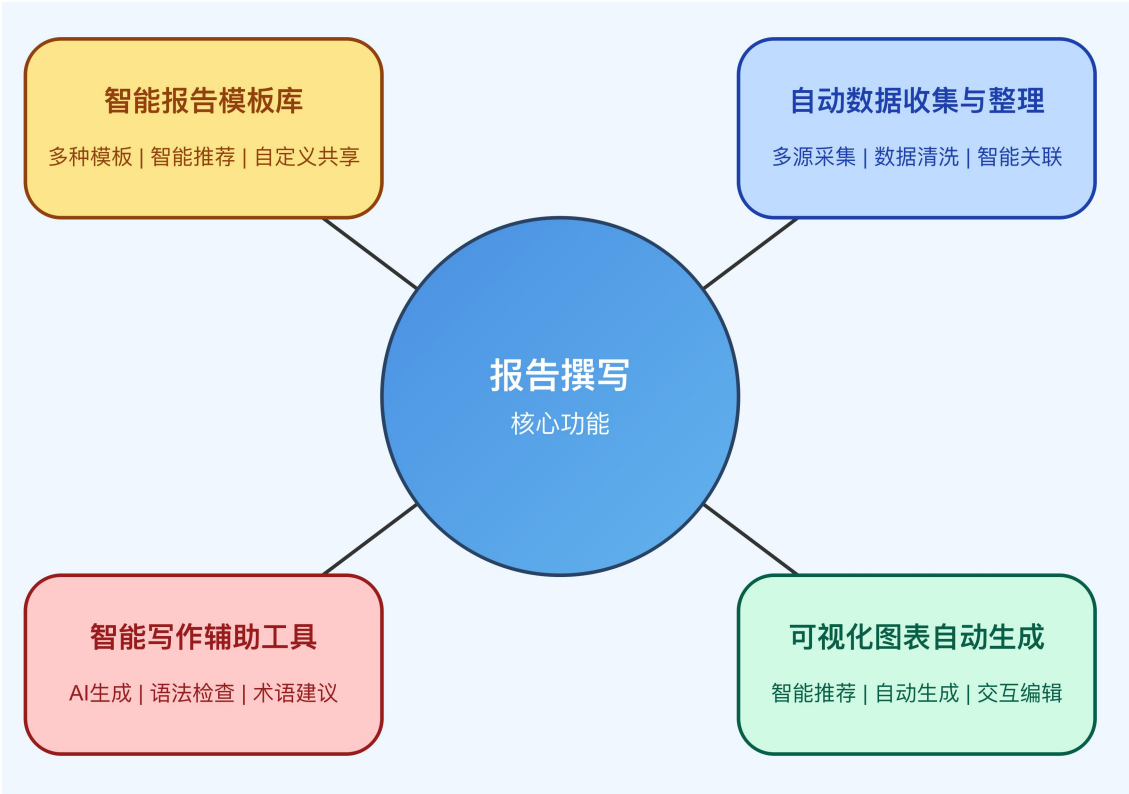 智能报告模板库
多种模板 | 智能推荐 | 自定义共享
自动数据收集与整理
多源采集 | 数据清洗 | 智能关联
报告撰写
核心功能
智能写作辅助工具
AI生成 | 语法检查 | 术语建议
可视化图表自动生成
智能推荐 | 自动生成 | 交互编辑